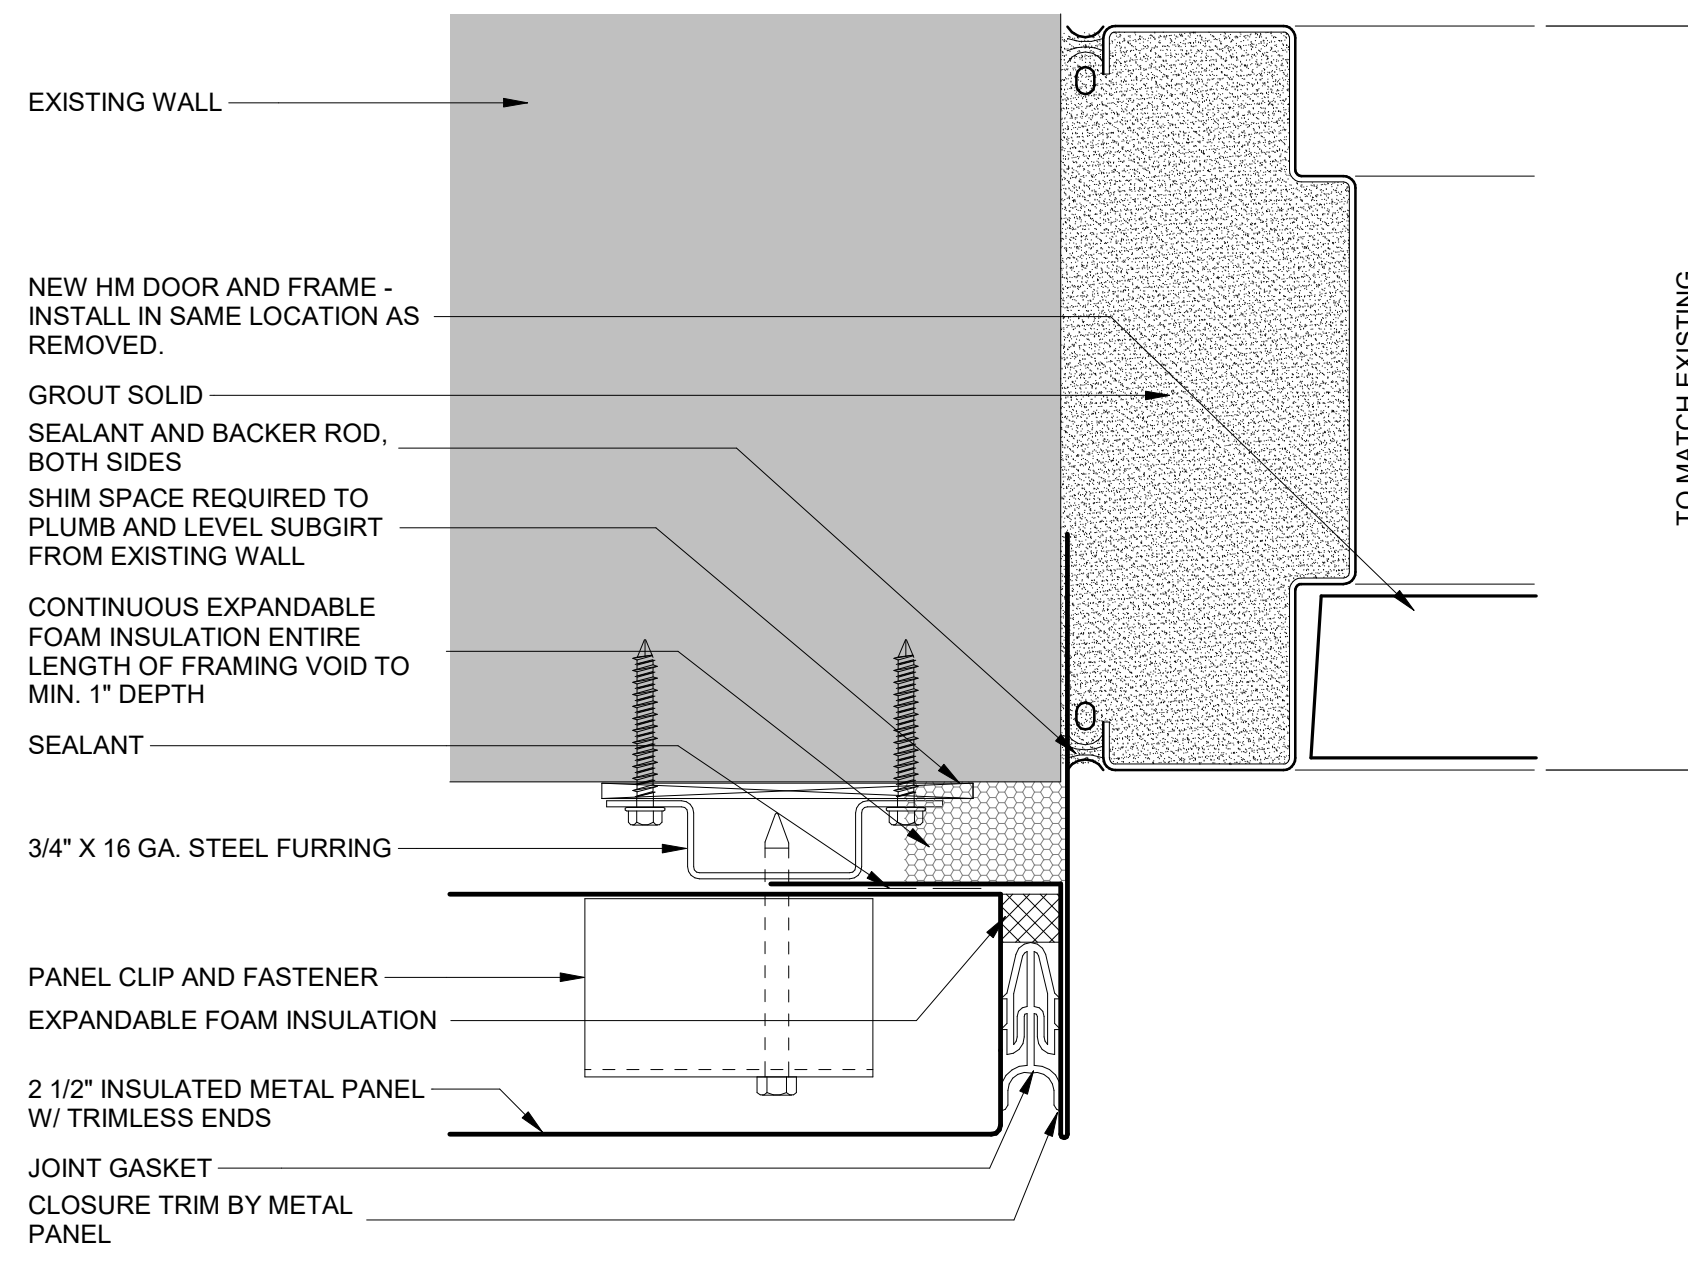 EXISTING WALL
NEW HM DOOR AND FRAME -
INSTALL IN SAME LOCATION AS
REMOVED.
GROUT SOLID
SEALANT AND BACKER ROD,
BOTH SIDES
SHIM SPACE REQUIRED TO
PLUMB AND LEVEL SUBGIRT
FROM EXISTING WALL
CONTINUOUS EXPANDABLE
FOAM INSULATION ENTIRE
LENGTH OF FRAMING VOID TO
MIN. 1" DEPTH
SEALANT
3/4" X 16 GA. STEEL FURRING
PANEL CLIP AND FASTENER
EXPANDABLE FOAM INSULATION
2 1/2" INSULATED METAL PANEL
W/ TRIMLESS ENDS
JOINT GASKET
CLOSURE TRIM BY METAL
PANEL
TO MATCH EXISTING